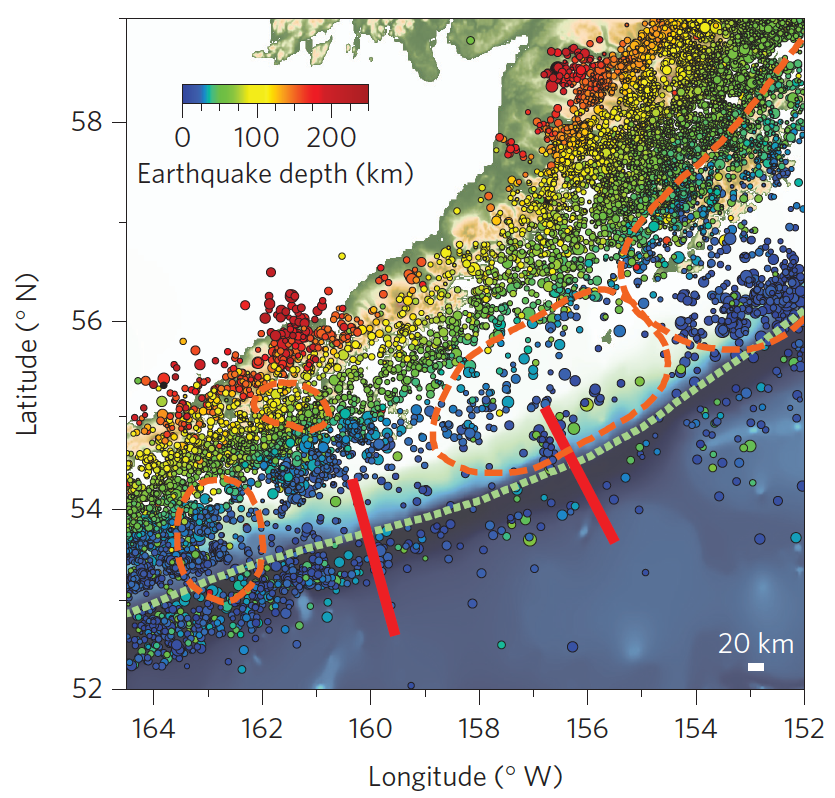 0 100 200
Earthquake depth (km)
58
56
54
52
Latitude (° N)
20 km
164 162 160 158 156 154 152
Longitude (° W)